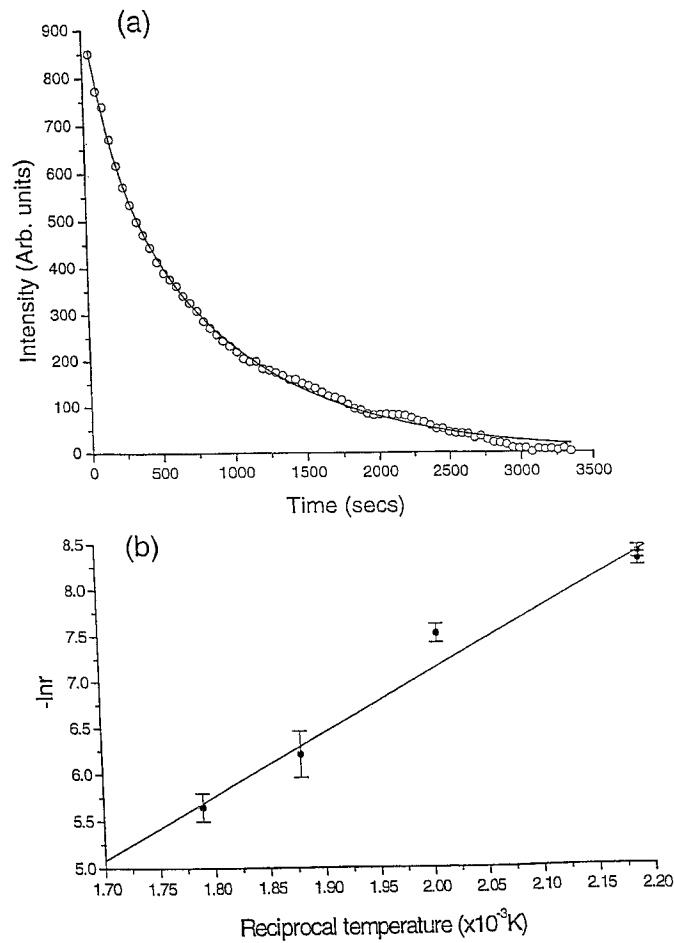 (a)
900
800
700
600
500
400
300
200
100
0
Intensity (Arb. units)
0 500 1000 1500 2000 2500 3000 3500
Time (secs)
(b)
8.5
8.0
7.5
7.0
6.5
6.0
5.5
5.0
-lnr
1.70 1.75 1.80 1.85 1.90 1.95 2.00 2.05 2.10 2.15 2.20
Reciprocal temperature (x10⁻³K)